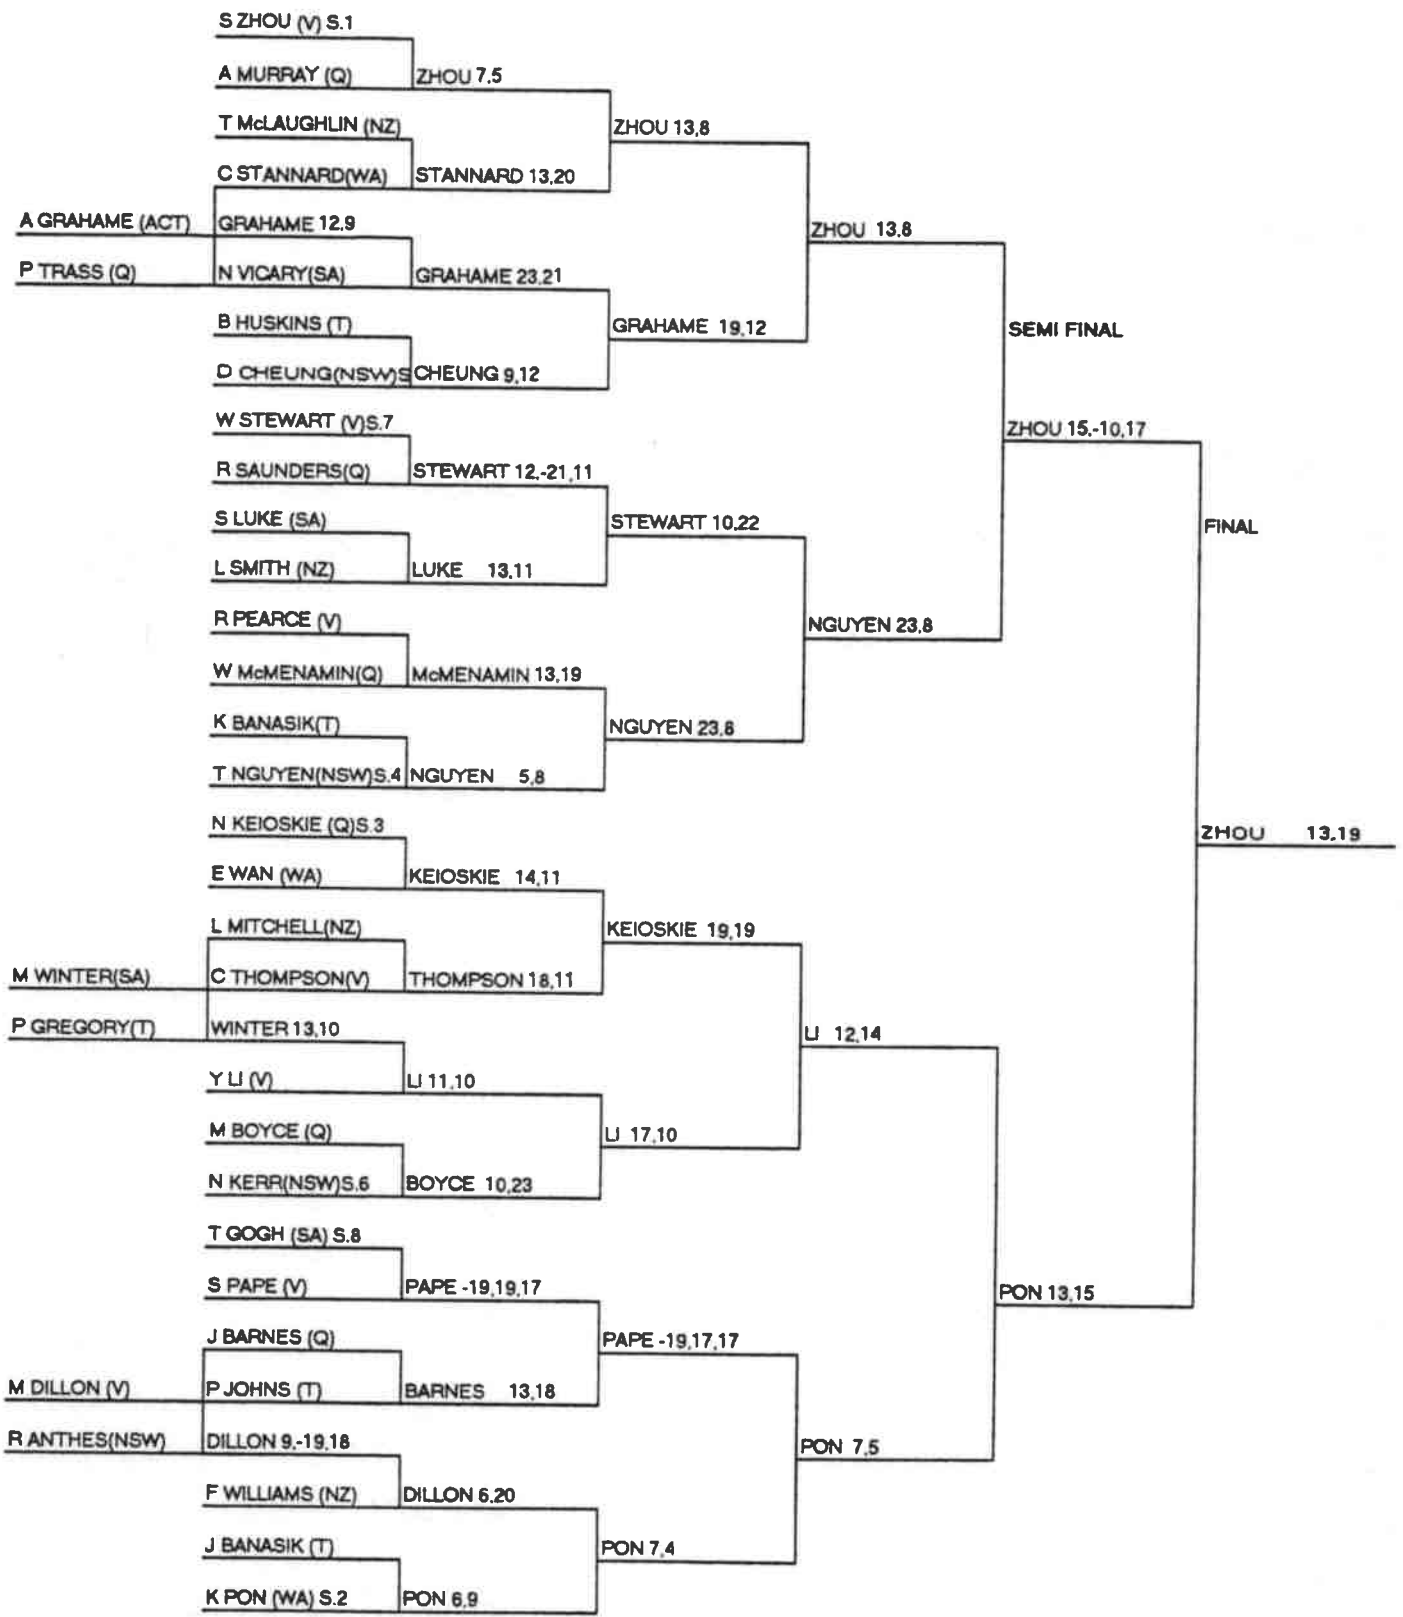 S ZHOU (V) S.1
A MURRAY (Q)
ZHOU 7,5
T McLAUGHLIN (NZ)
ZHOU 13,8
C STANNARD(WA)
STANNARD 13,20
A GRAHAME (ACT)
GRAHAME 12,9
ZHOU 13,8
P TRASS (Q)
N VICARY(SA)
GRAHAME 23,21
B HUSKINS (T)
GRAHAME 19,12
SEMI FINAL
D CHEUNG(NSW)S
CHEUNG 9,12
W STEWART (V)S.7
ZHOU 15,-10,17
R SAUNDERS(Q)
STEWART 12,-21,11
S LUKE (SA)
STEWART 10,22
FINAL
L SMITH (NZ)
LUKE 13,11
R PEARCE (V)
NGUYEN 23,8
W McMENAMIN(Q)
McMENAMIN 13,19
K BANASIK(T)
NGUYEN 23,8
T NGUYEN(NSW)S.4
NGUYEN 5,8
N KEIOSKIE (Q)S.3
ZHOU 13,19
E WAN (WA)
KEIOSKIE 14,11
L MITCHELL(NZ)
KEIOSKIE 19,19
M WINTER(SA)
C THOMPSON(V)
THOMPSON 18,11
P GREGORY(T)
WINTER 13,10
LI 12,14
Y LI (V)
LI 11,10
M BOYCE (Q)
LI 17,10
N KERR(NSW)S.6
BOYCE 10,23
T GOGH (SA) S.8
S PAPE (V)
PAPE -19,19,17
PON 13,15
J BARNES (Q)
PAPE -19,17,17
M DILLON (V)
P JOHNS (T)
BARNES 13,18
R ANTHES(NSW)
DILLON 9,-19,18
PON 7,5
F WILLIAMS (NZ)
DILLON 6,20
J BANASIK (T)
PON 7,4
K PON (WA) S.2
PON 6,9